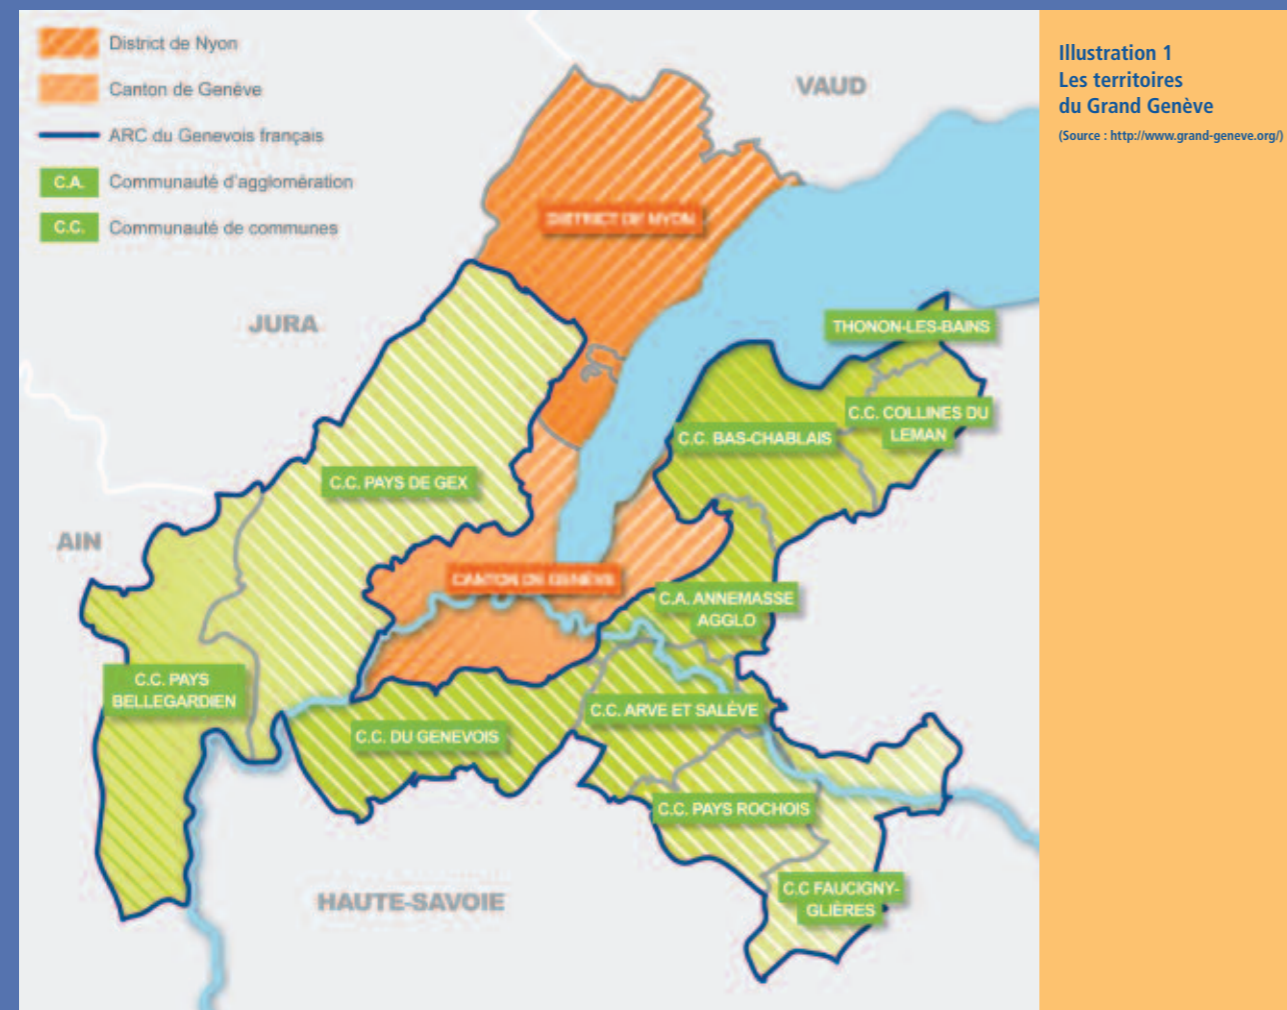 District de Nyon
Canton de Genève
ARC du Genevois français
C.A. Communauté d'agglomération
C.C. Communauté de communes
Illustration 1
Les territoires
du Grand Genève
(Source : http://www.grand-geneve.org/)
VAUD
DISTRICT DE NYON
JURA
THONON-LES-BAINS
C.C. COLLINES DU
LEMAN
C.C. BAS-CHABLAIS
C.C. PAYS DE GEX
AIN
CANTON DE GENÈVE
C.A. ANNEMASSE
AGGLO
C.C. PAYS
BELLEGARDIEN
C.C. ARVE ET SALÈVE
C.C. DU GENEVOIS
C.C. PAYS ROCHOIS
C.C FAUCIGNY-
GLIÈRES
HAUTE-SAVOIE